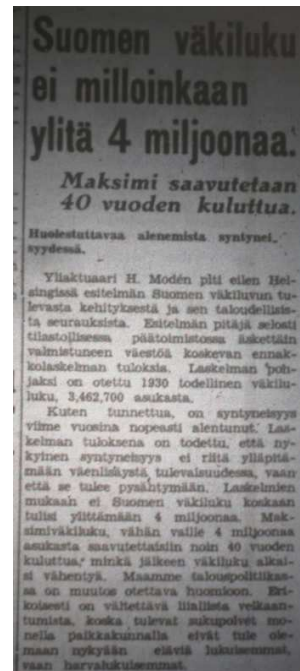 Suomen väkiluku
ei milloinkaan
ylitä 4 miljoonaa.
Maksimi saavutetaan
40 vuoden kuluttua.
Huolestuttavaa alenemista syntynei-
syydessä.
Yliaktuaari H. Modén piti eilen Hel-
singissä esitelmän Suomen väkiluvun tu-
levasta kehityksestä ja sen taloudellisis-
ta seurauksista. Esitelmän pitäjä selosti
tilastollisessa päätoimistossa äskettäin
valmistuneen väestöä koskevan ennak-
kolaskelman tuloksia. Laskelman poh-
jaksi on otettu 1930 todellinen väkilu-
luku, 3,462,700 asukasta.
Kuten tunnettua, on syntyneisyys
viime vuosina nopeasti alentunut. Las-
kelman tuloksena on todettu, että ny-
kyinen syntyneisyys ei riitä ylläpitä-
mään väenlisäystä tulevaisuudessa, vaan
että se tulee pysähtymään. Laskelmien
mukaah ei Suomen väkiluku koskaan
tulisi ylittämään 4 miljoonaa. Mak-
simiväkiluku, vähän vaille 4 miljoonaa
asukasta saavutettaisiin noin 40 vuoden
kuluttua, minkä jälkeen väkiluku alkai-
si vähentyä. Maamme talouspolitiikas-
sa on muutos otettava huomioon. Eri-
koisesti on vältettävä liiallista velkaan-
tumista, koska tulevat sukupolvet mo-
nella paikkakunnalla eivät tule ole-
maan nykyään eläviä lukuisemmat,
vaan harvalukuisemmat.